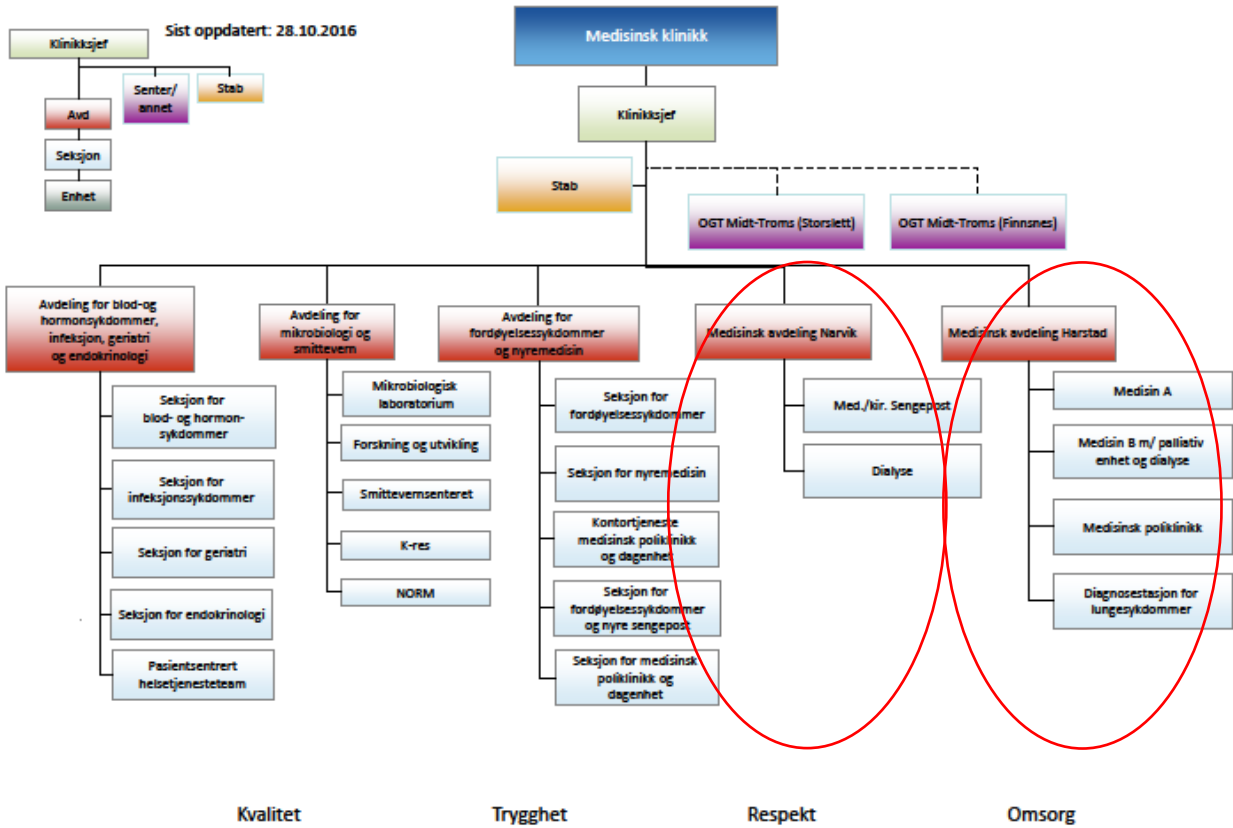 Sist oppdatert: 28.10.2016
Klinikksjef
Senter/
annet
Stab
Avd
Seksjon
Enhet
Medisinsk klinikk
Klinikksjef
Stab
OGT Midt-Troms (Storslett)
OGT Midt-Troms (Finnsnes)
Avdeling for blod-og
hormonsykdommer,
infeksjon, geriatri
og endokrinologi
Seksjon for
blod- og hormon-
sykdommer
Seksjon for
infeksjonssykdommer
Seksjon for geriatri
Seksjon for endokrinologi
Pasientsentrert
helsetjenesteteam
Avdeling for
mikrobiologi og
smittevern
Mikrobiologisk
laboratorium
Forskning og utvikling
Smittevernsenteret
K-res
NORM
Avdeling for
fordøyelsessykdommer
og nyremedisin
Seksjon for
fordøyelsessykdommer
Seksjon for nyremedisin
Kontortjeneste
medisinsk poliklinikk
og dagenhet
Seksjon for
fordøyelsessykdommer
og nyre sengepost
Seksjon for medisinsk
poliklinikk og
dagenhet
Medisinsk avdeling Narvik
Med./kir. Sengepost
Dialyse
Medisinsk avdeling Harstad
Medisin A
Medisin B m/ palliativ
enhet og dialyse
Medisinsk poliklinikk
Diagnosestasjon for
lungesykdommer
Kvalitet
Trygghet
Respekt
Omsorg